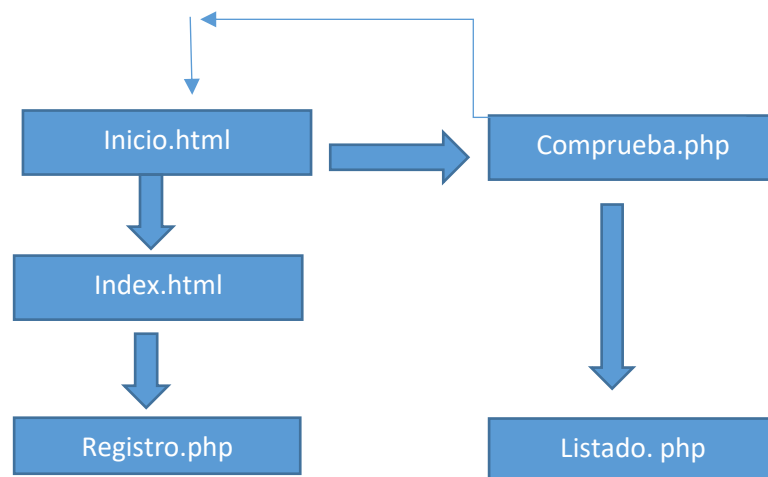 Inicio.html
Comprueba.php
Index.html
Registro.php
Listado. php